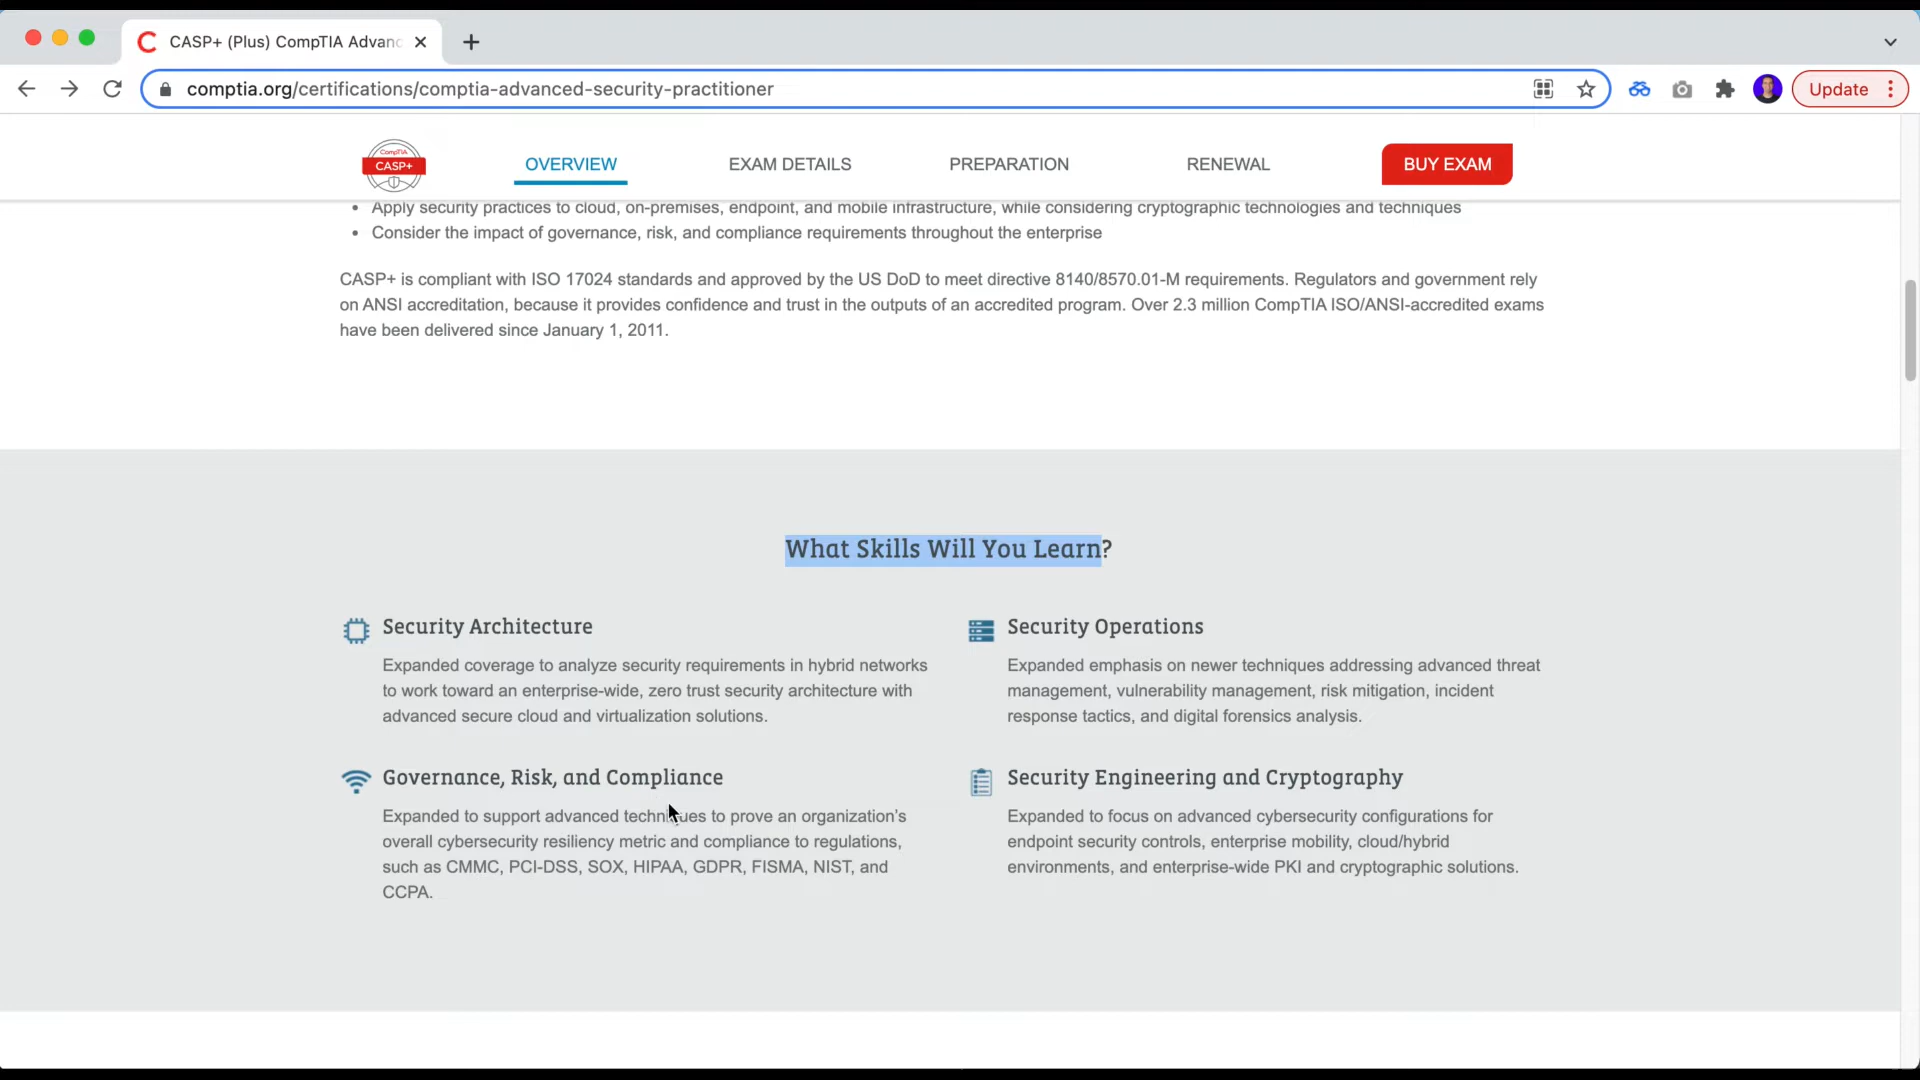 CASP+ (Plus) CompTIA Advanc
comptia.org/certifications/comptia-advanced-security-practitioner
Update
CompTIA
CASP+
OVERVIEW
EXAM DETAILS
PREPARATION
RENEWAL
BUY EXAM
• Apply security practices to cloud, on-premises, endpoint, and mobile infrastructure, while considering cryptographic technologies and techniques
• Consider the impact of governance, risk, and compliance requirements throughout the enterprise
CASP+ is compliant with ISO 17024 standards and approved by the US DoD to meet directive 8140/8570.01-M requirements. Regulators and government rely
on ANSI accreditation, because it provides confidence and trust in the outputs of an accredited program. Over 2.3 million CompTIA ISO/ANSI-accredited exams
have been delivered since January 1, 2011.
What Skills Will You Learn?
Security Architecture
Expanded coverage to analyze security requirements in hybrid networks
to work toward an enterprise-wide, zero trust security architecture with
advanced secure cloud and virtualization solutions.
Security Operations
Expanded emphasis on newer techniques addressing advanced threat
management, vulnerability management, risk mitigation, incident
response tactics, and digital forensics analysis.
Governance, Risk, and Compliance
Expanded to support advanced techniques to prove an organization's
overall cybersecurity resiliency metric and compliance to regulations,
such as CMMC, PCI-DSS, SOX, HIPAA, GDPR, FISMA, NIST, and
CCPA.
Security Engineering and Cryptography
Expanded to focus on advanced cybersecurity configurations for
endpoint security controls, enterprise mobility, cloud/hybrid
environments, and enterprise-wide PKI and cryptographic solutions.